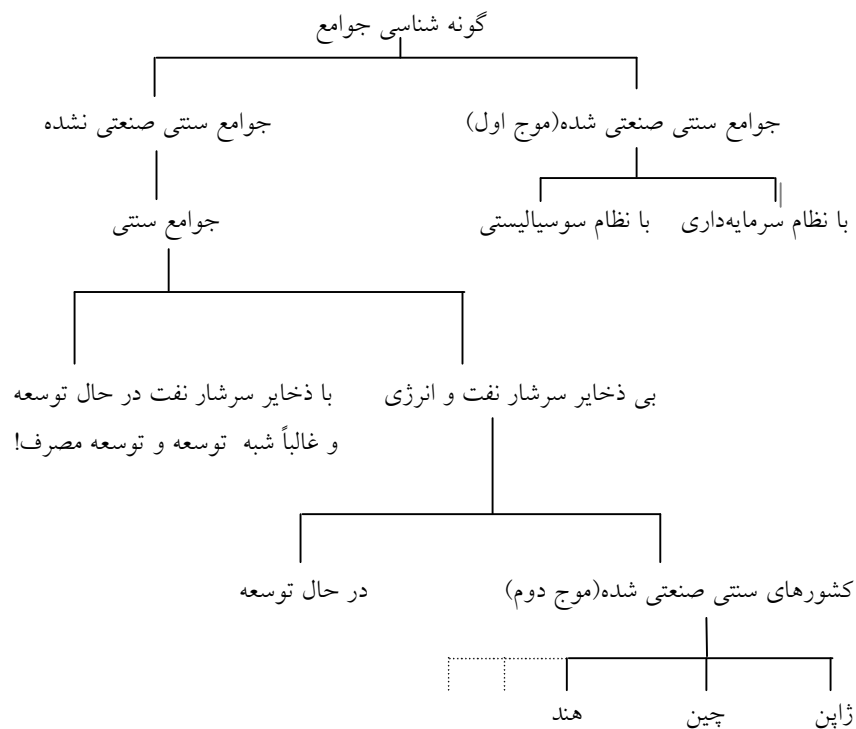 گونه شناسی جوامع
جوامع سنتی صنعتی شده(موج اول)
جوامع سنتی صنعتی نشده
با نظام سرمایه‌داری
با نظام سوسیالیستی
جوامع سنتی
بی ذخایر سرشار نفت و انرژی
با ذخایر سرشار نفت در حال توسعه
و غالباً شبه توسعه و توسعه مصرف!
کشورهای سنتی صنعتی شده(موج دوم)
در حال توسعه
ژاپن
چین
هند